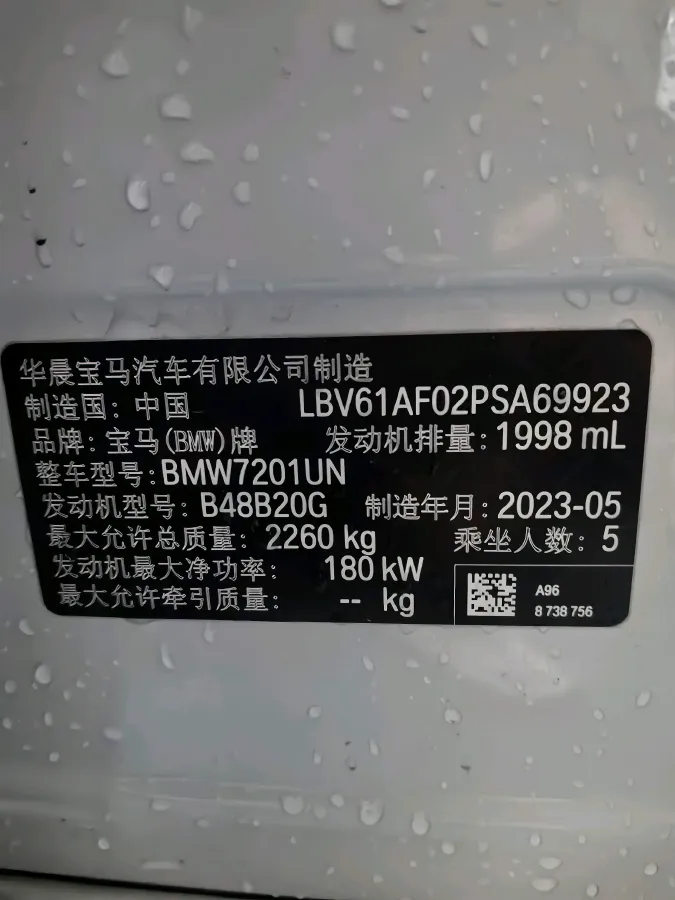 华晨宝马汽车有限公司制造
制造国: 中国 LBV61AF02PSA69923
品牌: 宝马(BMW)牌 发动机排量: 1998 mL
整车型号: BMW7201UN
发动机型号: B48B20G 制造年月: 2023-05
最大允许总质量: 2260 kg 乘坐人数: 5
发动机最大净功率: 180 kW
最大允许牵引质量: -- kg
A96
8 738 756